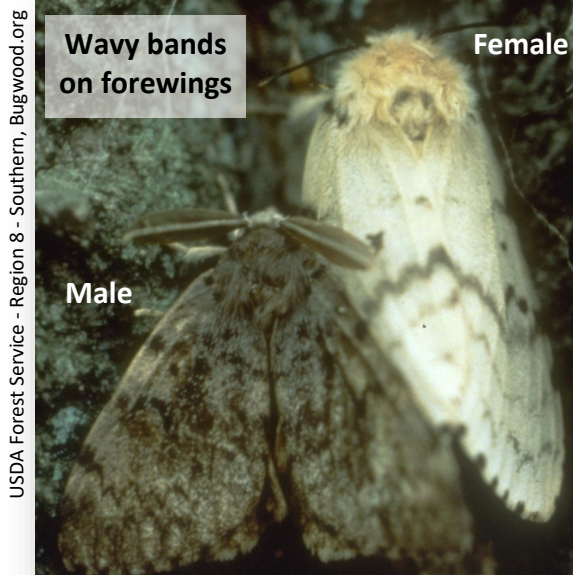 USDA Forest Service - Region 8 - Southern, Bugwood.org
Wavy bands
on forewings
Female
Male